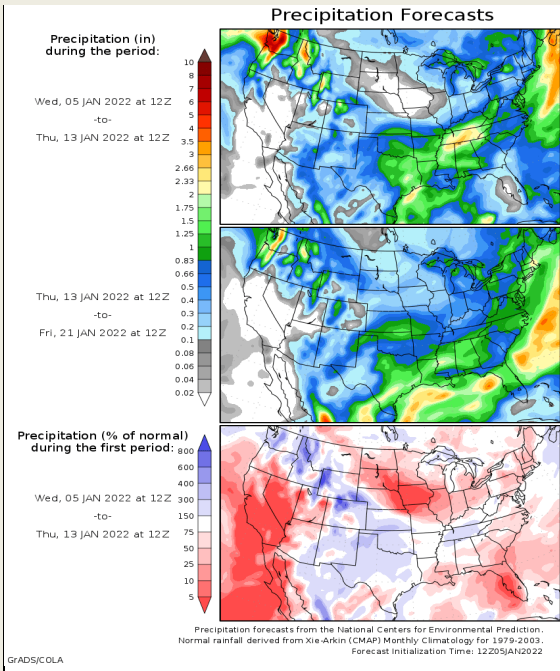 Precipitation Forecasts
Precipitation (in)
during the period:
Wed, 05 JAN 2022 at 12Z
-to-
Thu, 13 JAN 2022 at 12Z
10
8
7
6
5
4
3.5
3
2.66
2.33
2
1.75
1.5
1.25
1
0.83
0.66
0.5
0.4
0.3
0.2
0.1
0.08
0.06
0.04
0.02
Thu, 13 JAN 2022 at 12Z
-to-
Fri, 21 JAN 2022 at 12Z
Precipitation (% of normal)
during the first period:
Wed, 05 JAN 2022 at 12Z
-to-
Thu, 13 JAN 2022 at 12Z
800
600
400
300
150
75
50
25
10
5
Precipitation forecasts from the National Centers for Environmental Prediction.
Normal rainfall derived from Xie-Arkin (CMAP) Monthly Climatology for 1979-2003.
Forecast Initialization Time: 12Z05JAN2022
GrADS/COLA